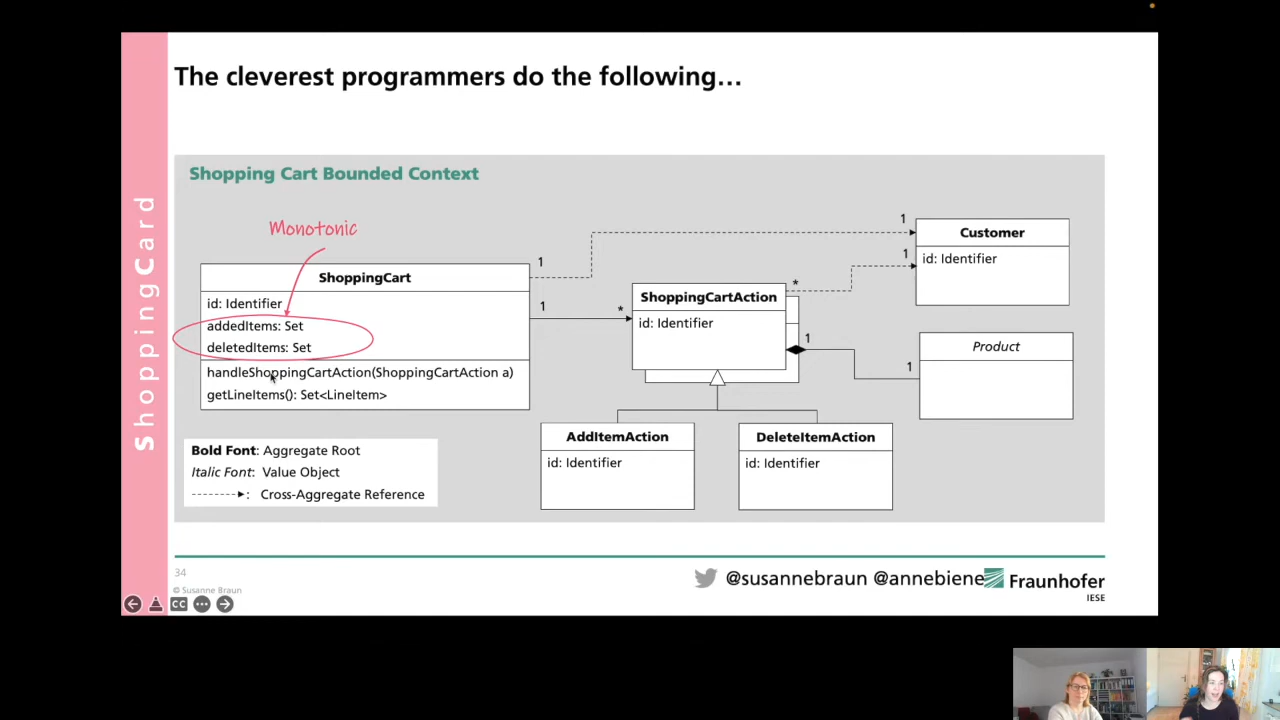 The cleverest programmers do the following...
ShoppingCard
Shopping Cart Bounded Context
Monotonic
ShoppingCart
id: Identifier
addedItems: Set
deletedItems: Set
handleShoppingCartAction(ShoppingCartAction a)
getLineItems(): Set<LineItem>
1
1
1
*
ShoppingCartAction
id: Identifier
*
1
1
1
Customer
id: Identifier
Product
AddItemAction
id: Identifier
DeleteItemAction
id: Identifier
Bold Font: Aggregate Root
Italic Font: Value Object
: Cross-Aggregate Reference
34
© Susanne Braun
CC
@susannebraun @annebiene
Fraunhofer
IESE